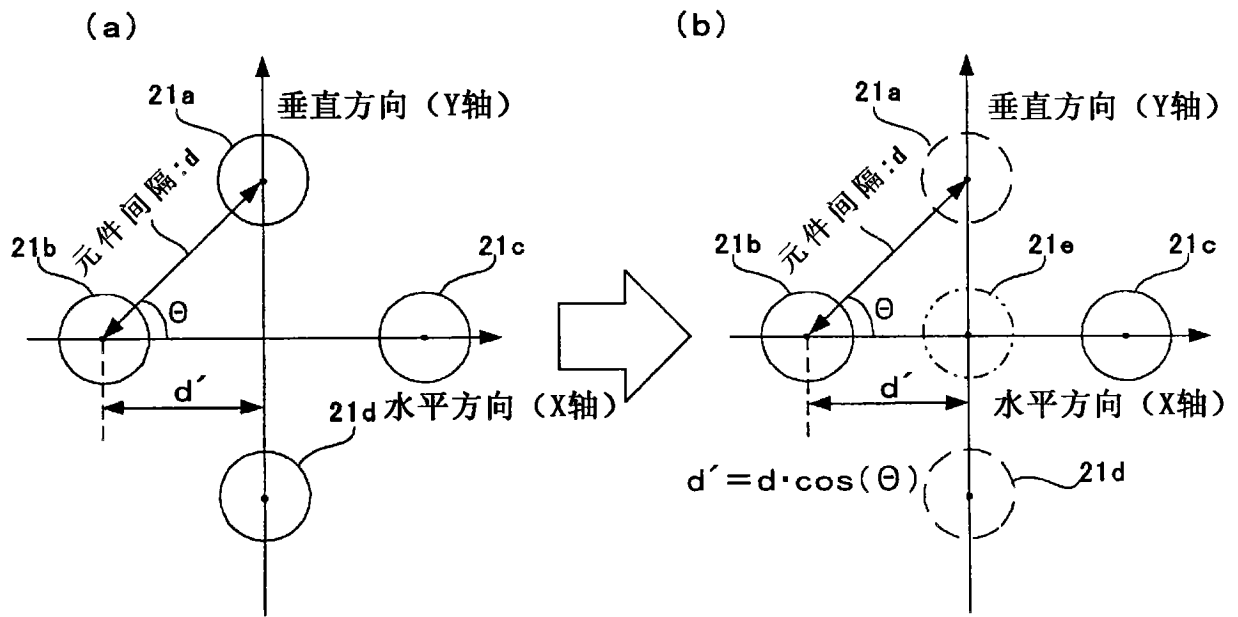 (a)
21a
垂直方向（Y轴）
元件间隔:d
21b
21c
Θ
d´
水平方向（X轴）
21d
(b)
21a
垂直方向（Y轴）
元件间隔:d
21b
21e
21c
Θ
d´
水平方向（X轴）
d´=d·cos(Θ)
21d